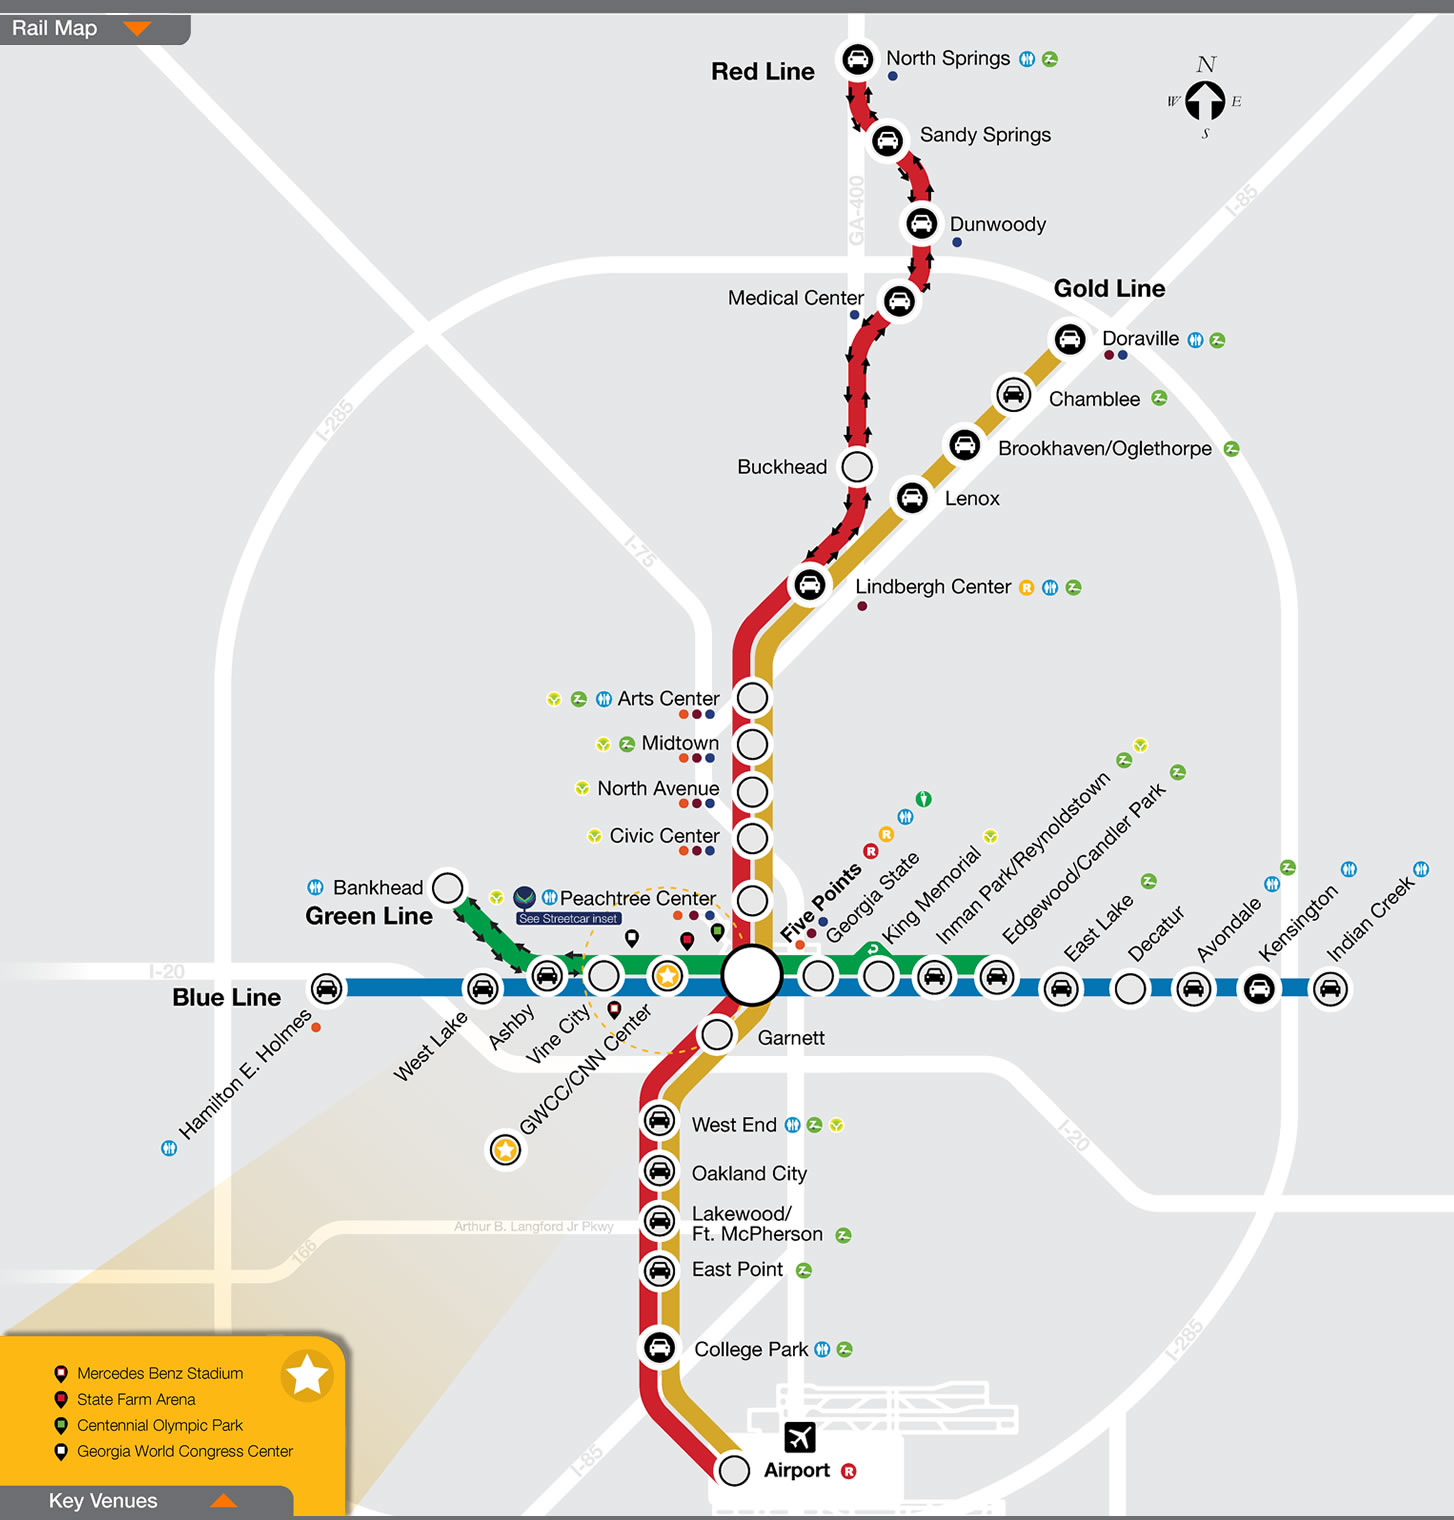 Rail Map
Red Line
North Springs
N
W
E
S
Sandy Springs
GA-400
I-85
Dunwoody
Medical Center
Gold Line
Doraville
Chamblee
I-285
Brookhaven/Oglethorpe
Buckhead
Lenox
I-75
Lindbergh Center R
Arts Center
Midtown
North Avenue
Civic Center
Bankhead
Green Line
Peachtree Center
See Streetcar inset
Five Points R R
Georgia State
King Memorial
Inman Park/Reynoldstown
Edgewood/Candler Park
East Lake
Decatur
Avondale
Kensington
Indian Creek
I-20
Blue Line
Hamilton E. Holmes
West Lake
Ashby
Vine City
GWCC/CNN Center
Garnett
West End
I-20
Oakland City
Lakewood/
Ft. McPherson
Arthur B. Langford Jr Pkwy
166
East Point
College Park
I-285
Airport R
I-85
Mercedes Benz Stadium
State Farm Arena
Centennial Olympic Park
Georgia World Congress Center
Key Venues